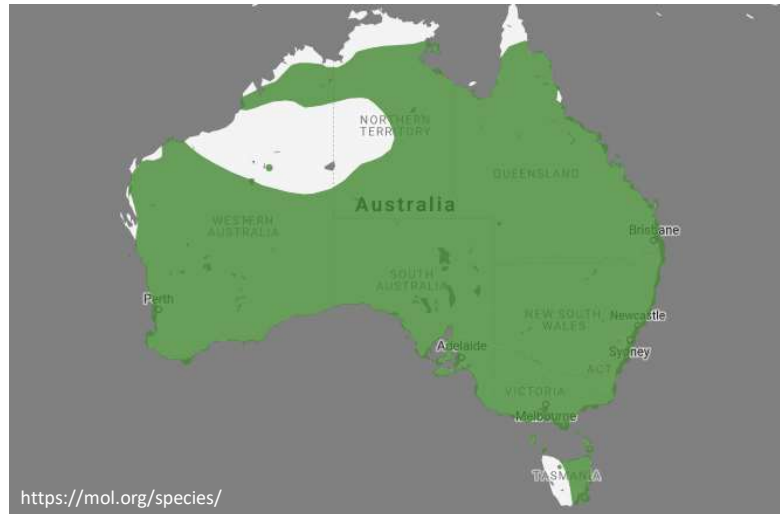 NORTHERN
TERRITORY
QUEENSLAND
Australia
WESTERN
AUSTRALIA
Brisbane
SOUTH
AUSTRALIA
Perth
NEW SOUTH
WALES
Newcastle
Adelaide
Sydney
ACT
VICTORIA
Melbourne
TASMANIA
https://mol.org/species/